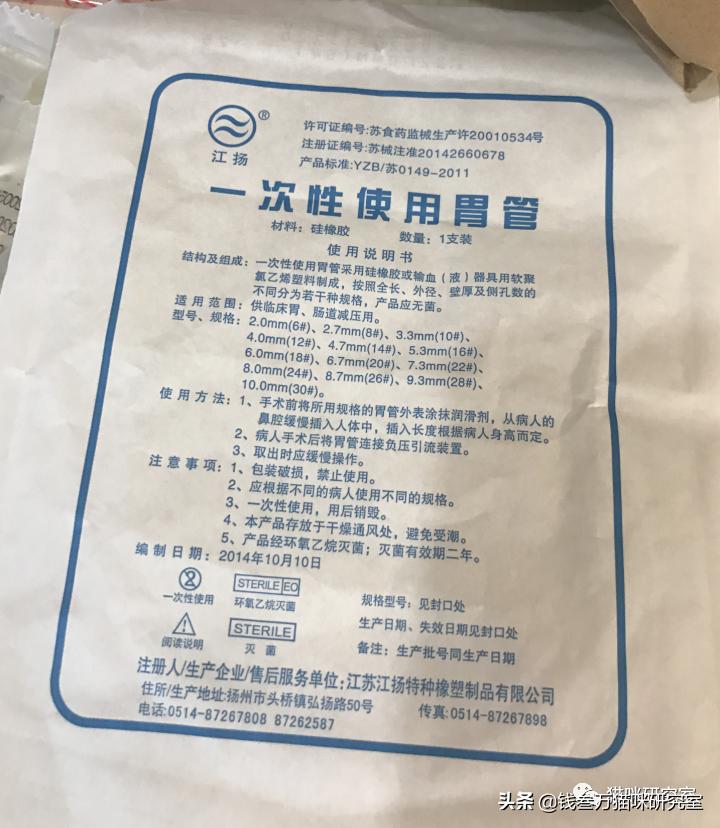 江扬
®
许可证编号:苏食药监械生产许20010534号
注册证编号:苏械注准20142660678
产品标准:YZB/苏0149-2011
一次性使用胃管
材料：硅橡胶 数量：1支装
使用说明书
结构及组成：一次性使用胃管采用硅橡胶或输血（液）器具用软聚
氯乙烯塑料制成，按照全长、外径、壁厚及侧孔数的
不同分为若干种规格，产品应无菌。
适用范围：供临床胃、肠道减压用。
型号、规格：2.0mm(6#)、2.7mm(8#)、3.3mm(10#)、
4.0mm(12#)、4.7mm(14#)、5.3mm(16#)、
6.0mm(18#)、6.7mm(20#)、7.3mm(22#)、
8.0mm(24#)、8.7mm(26#)、9.3mm(28#)、
10.0mm(30#)。
使用方法：1、手术前将所用规格的胃管外表涂抹润滑剂，从病人的
鼻腔缓慢插入人体中，插入长度根据病人身高而定。
2、病人手术后将胃管连接负压引流装置。
3、取出时应缓慢操作。
注意事项：1、包装破损，禁止使用。
2、应根据不同的病人使用不同的规格。
3、一次性使用，用后销毁。
4、本产品存放于干燥通风处，避免受潮。
5、产品经环氧乙烷灭菌；灭菌有效期二年。
编制日期：2014年10月10日
2 STERILE EO 规格型号：见封口处
一次性使用 环氧乙烷灭菌
生产日期、失效日期见封口处
STERILE
阅读说明 灭菌 备注：生产批号同生产日期
注册人/生产企业/售后服务单位:江苏江扬特种橡塑制品有限公司
住所/生产地址:扬州市头桥镇弘扬路50号
电话:0514-87267808 87262587 传真:0514-87267898
猫咪研究室
头条 @钱叁万猫咪研究室